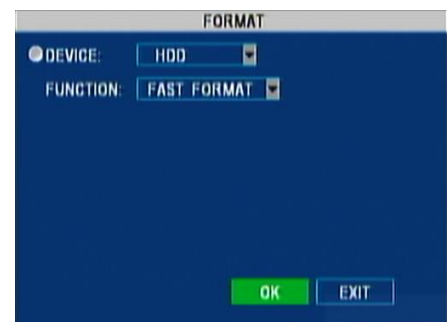 FORMAT
DEVICE: HDD
FUNCTION: FAST FORMAT
OK EXIT